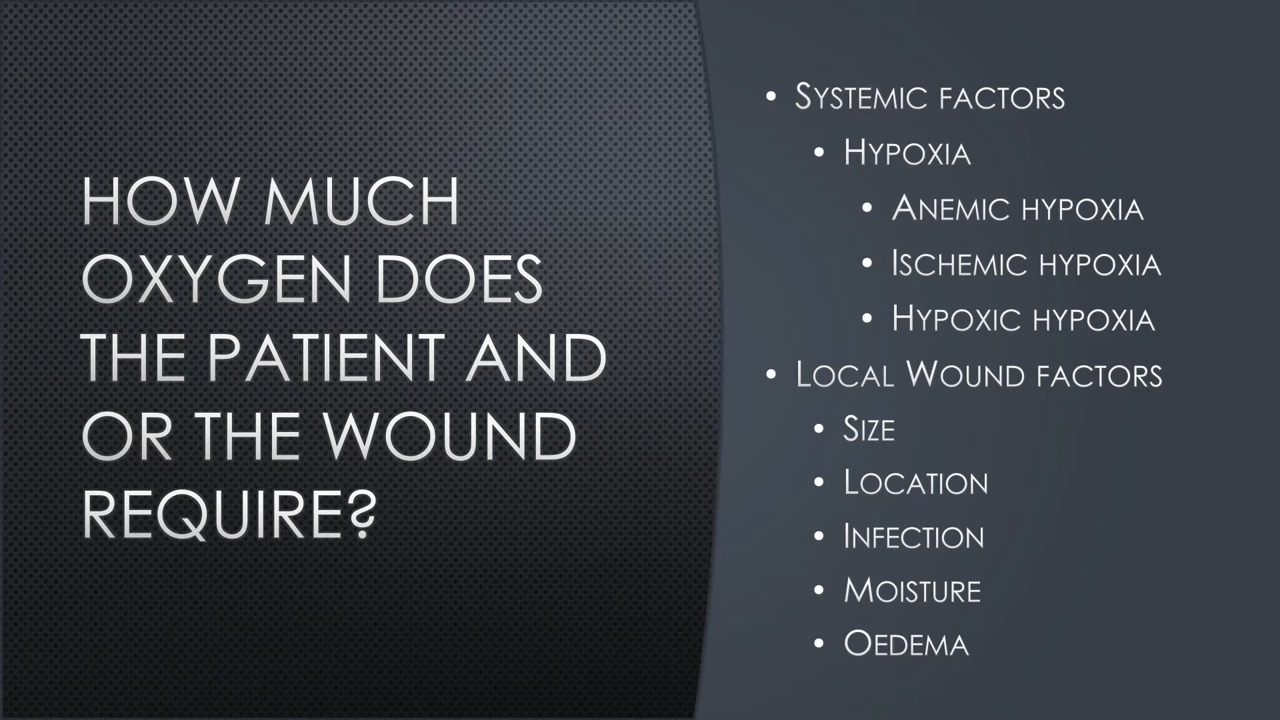 HOW MUCH
OXYGEN DOES
THE PATIENT AND
OR THE WOUND
REQUIRE?
• SYSTEMIC FACTORS
• HYPOXIA
• ANEMIC HYPOXIA
• ISCHEMIC HYPOXIA
• HYPOXIC HYPOXIA
• LOCAL WOUND FACTORS
• SIZE
• LOCATION
• INFECTION
• MOISTURE
• OEDEMA